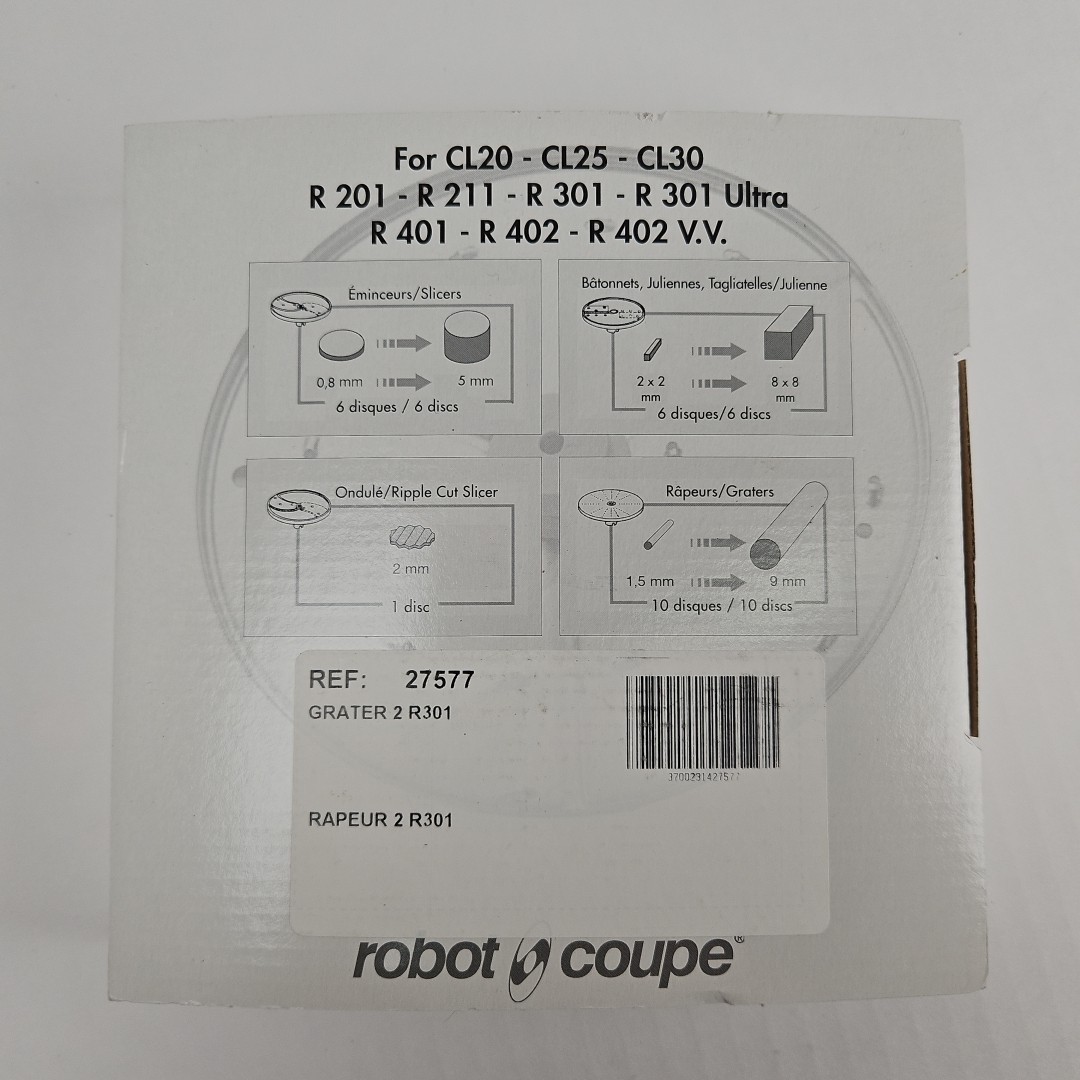 For CL20 - CL25 - CL30
R 201 - R 211 - R 301 - R 301 Ultra
R 401 - R 402 - R 402 V.V.
Éminceurs/Slicers
0,8 mm
5 mm
6 disques / 6 discs
Bâtonnets, Juliennes, Tagliatelles/Julienne
2 x 2
mm
8 x 8
mm
6 disques/6 discs
Ondulé/Ripple Cut Slicer
2 mm
1 disc
Râpeurs/Graters
1,5 mm
9 mm
10 disques / 10 discs
REF: 27577
GRATER 2 R301
3700231427577
RAPEUR 2 R301
robot coupe®